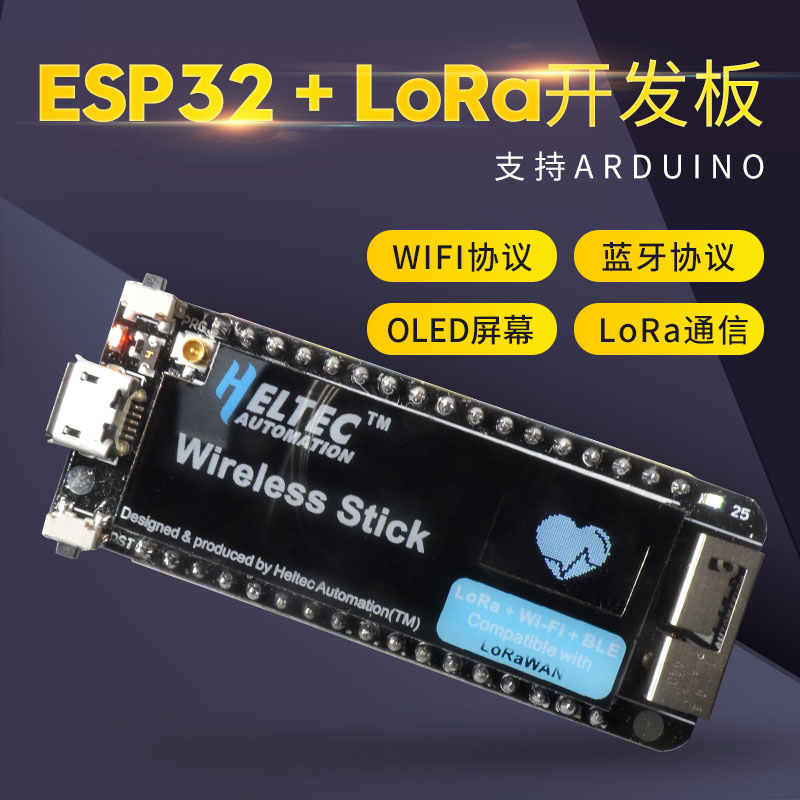 ESP32 + LoRa开发板
支持ARDUINO
WIFI协议
蓝牙协议
OLED屏幕
LoRa通信
PRG
HELTEC™
AUTOMATION
Wireless Stick
25
RST
Designed & produced by Heltec Automation(TM)
LoRa + Wi-Fi + BLE
Compatible with
LoRaWAN